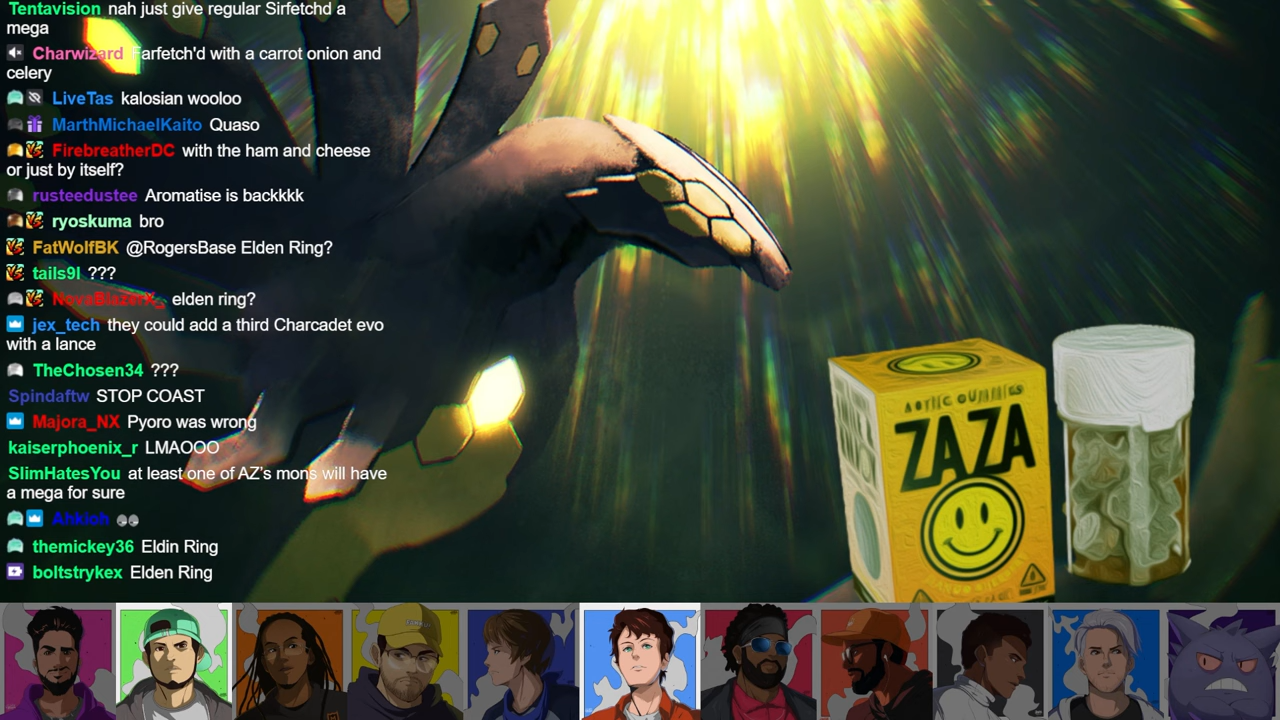 Tentavision nah just give regular Sirfetchd a
mega
Charwizard Farfetch'd with a carrot onion and
celery
LiveTas kalosian wooloo
MarthMichaelKaito Quaso
FirebreatherDC with the ham and cheese
or just by itself?
rusteedustee Aromatise is backkkk
ryoskuma bro
FatWolfBK @RogersBase Elden Ring?
tails9l ???
NovaBlazerX_ elden ring?
jex_tech they could add a third Charcadet evo
with a lance
TheChosen34 ???
Spindaftw STOP COAST
Majora_NX Pyoro was wrong
kaiserphoenix_r LMAOOO
SlimHatesYou at least one of AZ's mons will have
a mega for sure
Ahkioh
themickey36 Eldin Ring
boltstrykex Elden Ring
ZAZA